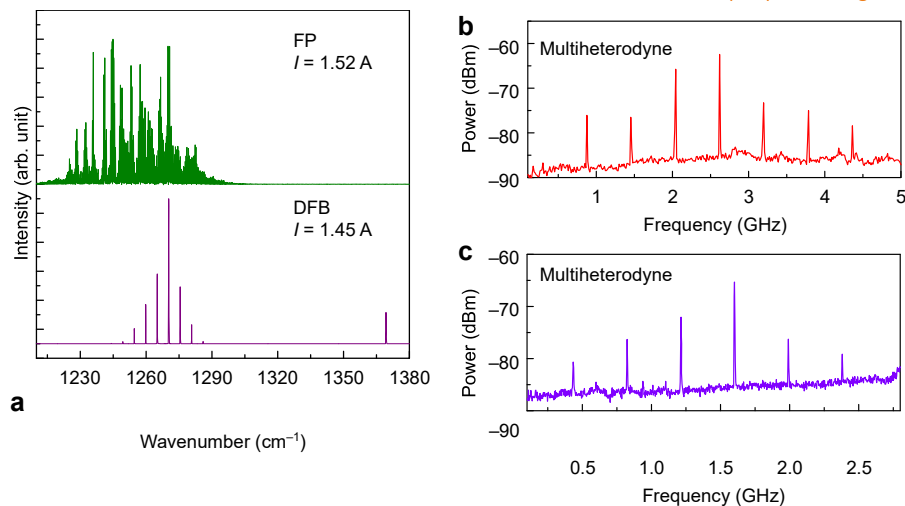 a
FP
I = 1.52 A
DFB
I = 1.45 A
Intensity (arb. unit)
1230 1260 1290 1320 1350 1380
Wavenumber (cm⁻¹)
b
Multiheterodyne
Power (dBm)
–60
–70
–80
–90
1 2 3 4 5
Frequency (GHz)
c
Multiheterodyne
Power (dBm)
–60
–70
–80
–90
0.5 1.0 1.5 2.0 2.5
Frequency (GHz)